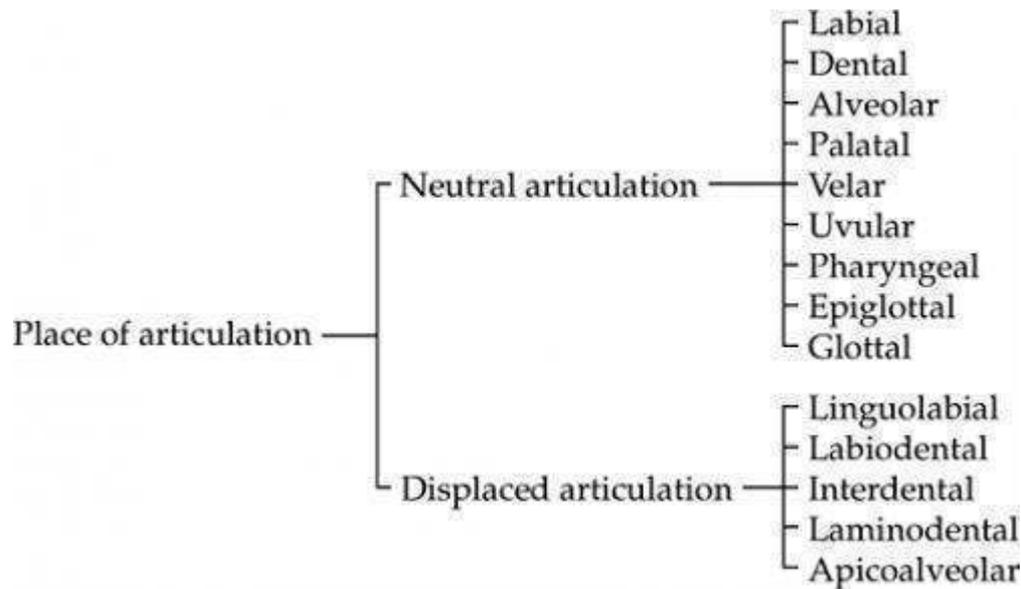 Labial
Dental
Alveolar
Palatal
Neutral articulation
Velar
Uvular
Pharyngeal
Epiglottal
Glottal
Place of articulation
Linguolabial
Labiodental
Displaced articulation
Interdental
Laminodental
Apicoalveolar